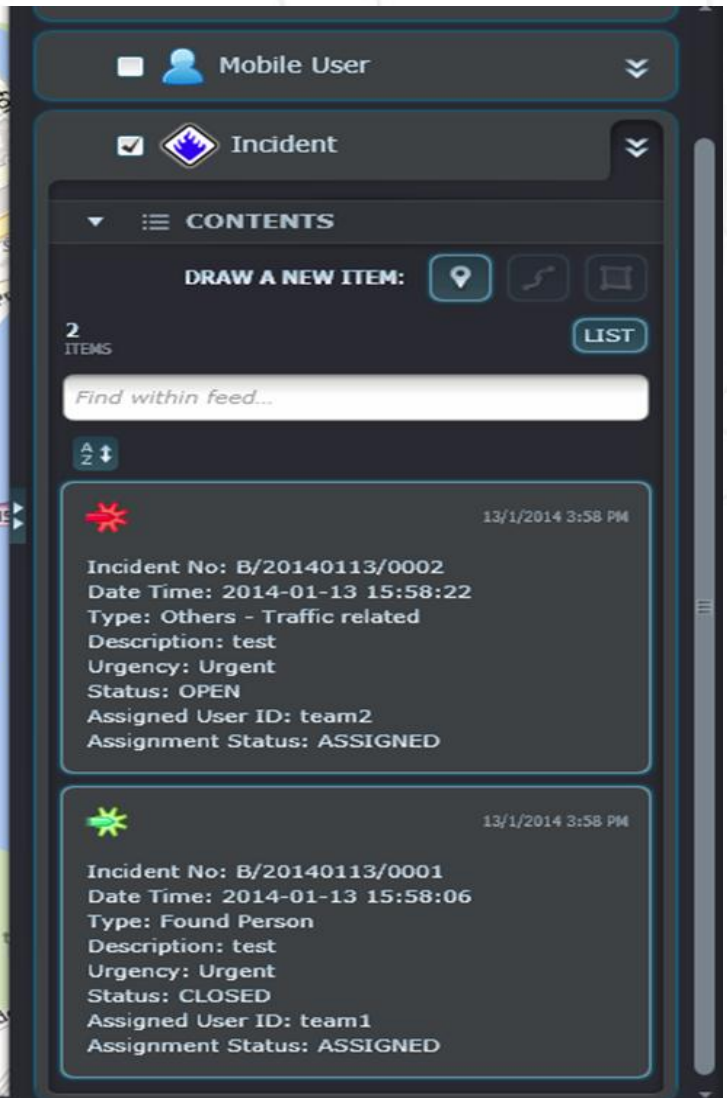 Mobile User
Incident
CONTENTS
DRAW A NEW ITEM:
2
ITEMS
LIST
Find within feed...
A
Z
13/1/2014 3:58 PM
Incident No: B/20140113/0002
Date Time: 2014-01-13 15:58:22
Type: Others - Traffic related
Description: test
Urgency: Urgent
Status: OPEN
Assigned User ID: team2
Assignment Status: ASSIGNED
13/1/2014 3:58 PM
Incident No: B/20140113/0001
Date Time: 2014-01-13 15:58:06
Type: Found Person
Description: test
Urgency: Urgent
Status: CLOSED
Assigned User ID: team1
Assignment Status: ASSIGNED